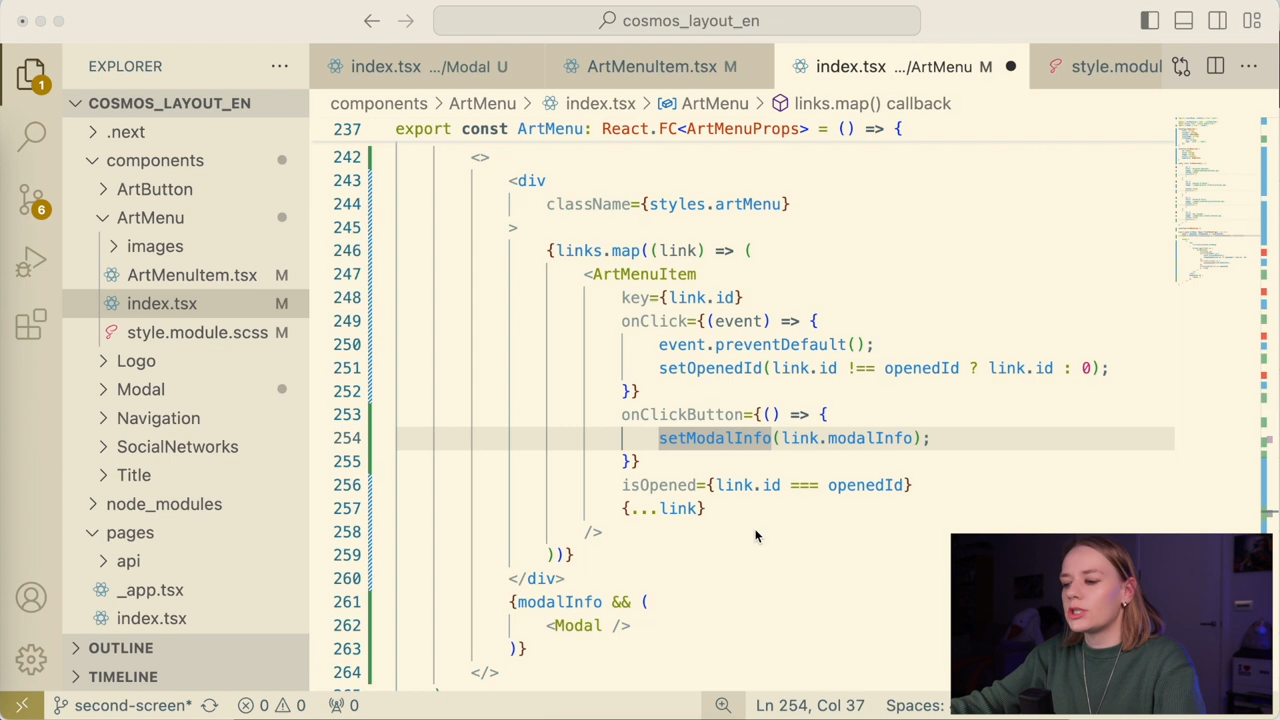 cosmos_layout_en
EXPLORER
index.tsx .../Modal U
ArtMenuItem.tsx M
index.tsx .../ArtMenu M
style.modul
COSMOS_LAYOUT_EN
.next
components
ArtButton
ArtMenu
images
ArtMenuItem.tsx M
index.tsx M
style.module.scss M
Logo
Modal
Navigation
SocialNetworks
Title
node_modules
pages
api
_app.tsx
index.tsx
OUTLINE
TIMELINE
1
6
components > ArtMenu > index.tsx > ArtMenu > links.map() callback
237 export const ArtMenu: React.FC<ArtMenuProps> = () => {
242 <>
243 <div
244 className={styles.artMenu}
245 >
246 {links.map((link) => (
247 <ArtMenuItem
248 key={link.id}
249 onClick={(event) => {
250 event.preventDefault();
251 setOpenedId(link.id !== openedId ? link.id : 0);
252 }}
253 onClickButton={() => {
254 setModalInfo(link.modalInfo);
255 }}
256 isOpened={link.id === openedId}
257 {...link}
258 />
259 ))}
260 </div>
261 {modalInfo && (
262 <Modal />
263 )}
264 </>
second-screen* 0 0 0 Ln 254, Col 37 Spaces: